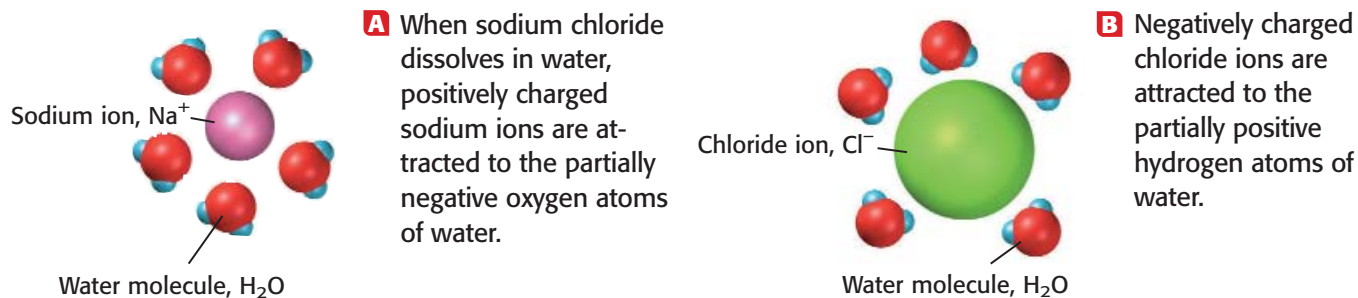 Sodium ion, Na⁺
Water molecule, H₂O
A When sodium chloride
dissolves in water,
positively charged
sodium ions are at-
tracted to the partially
negative oxygen atoms
of water.
Chloride ion, Cl⁻
Water molecule, H₂O
B Negatively charged
chloride ions are
attracted to the
partially positive
hydrogen atoms of
water.